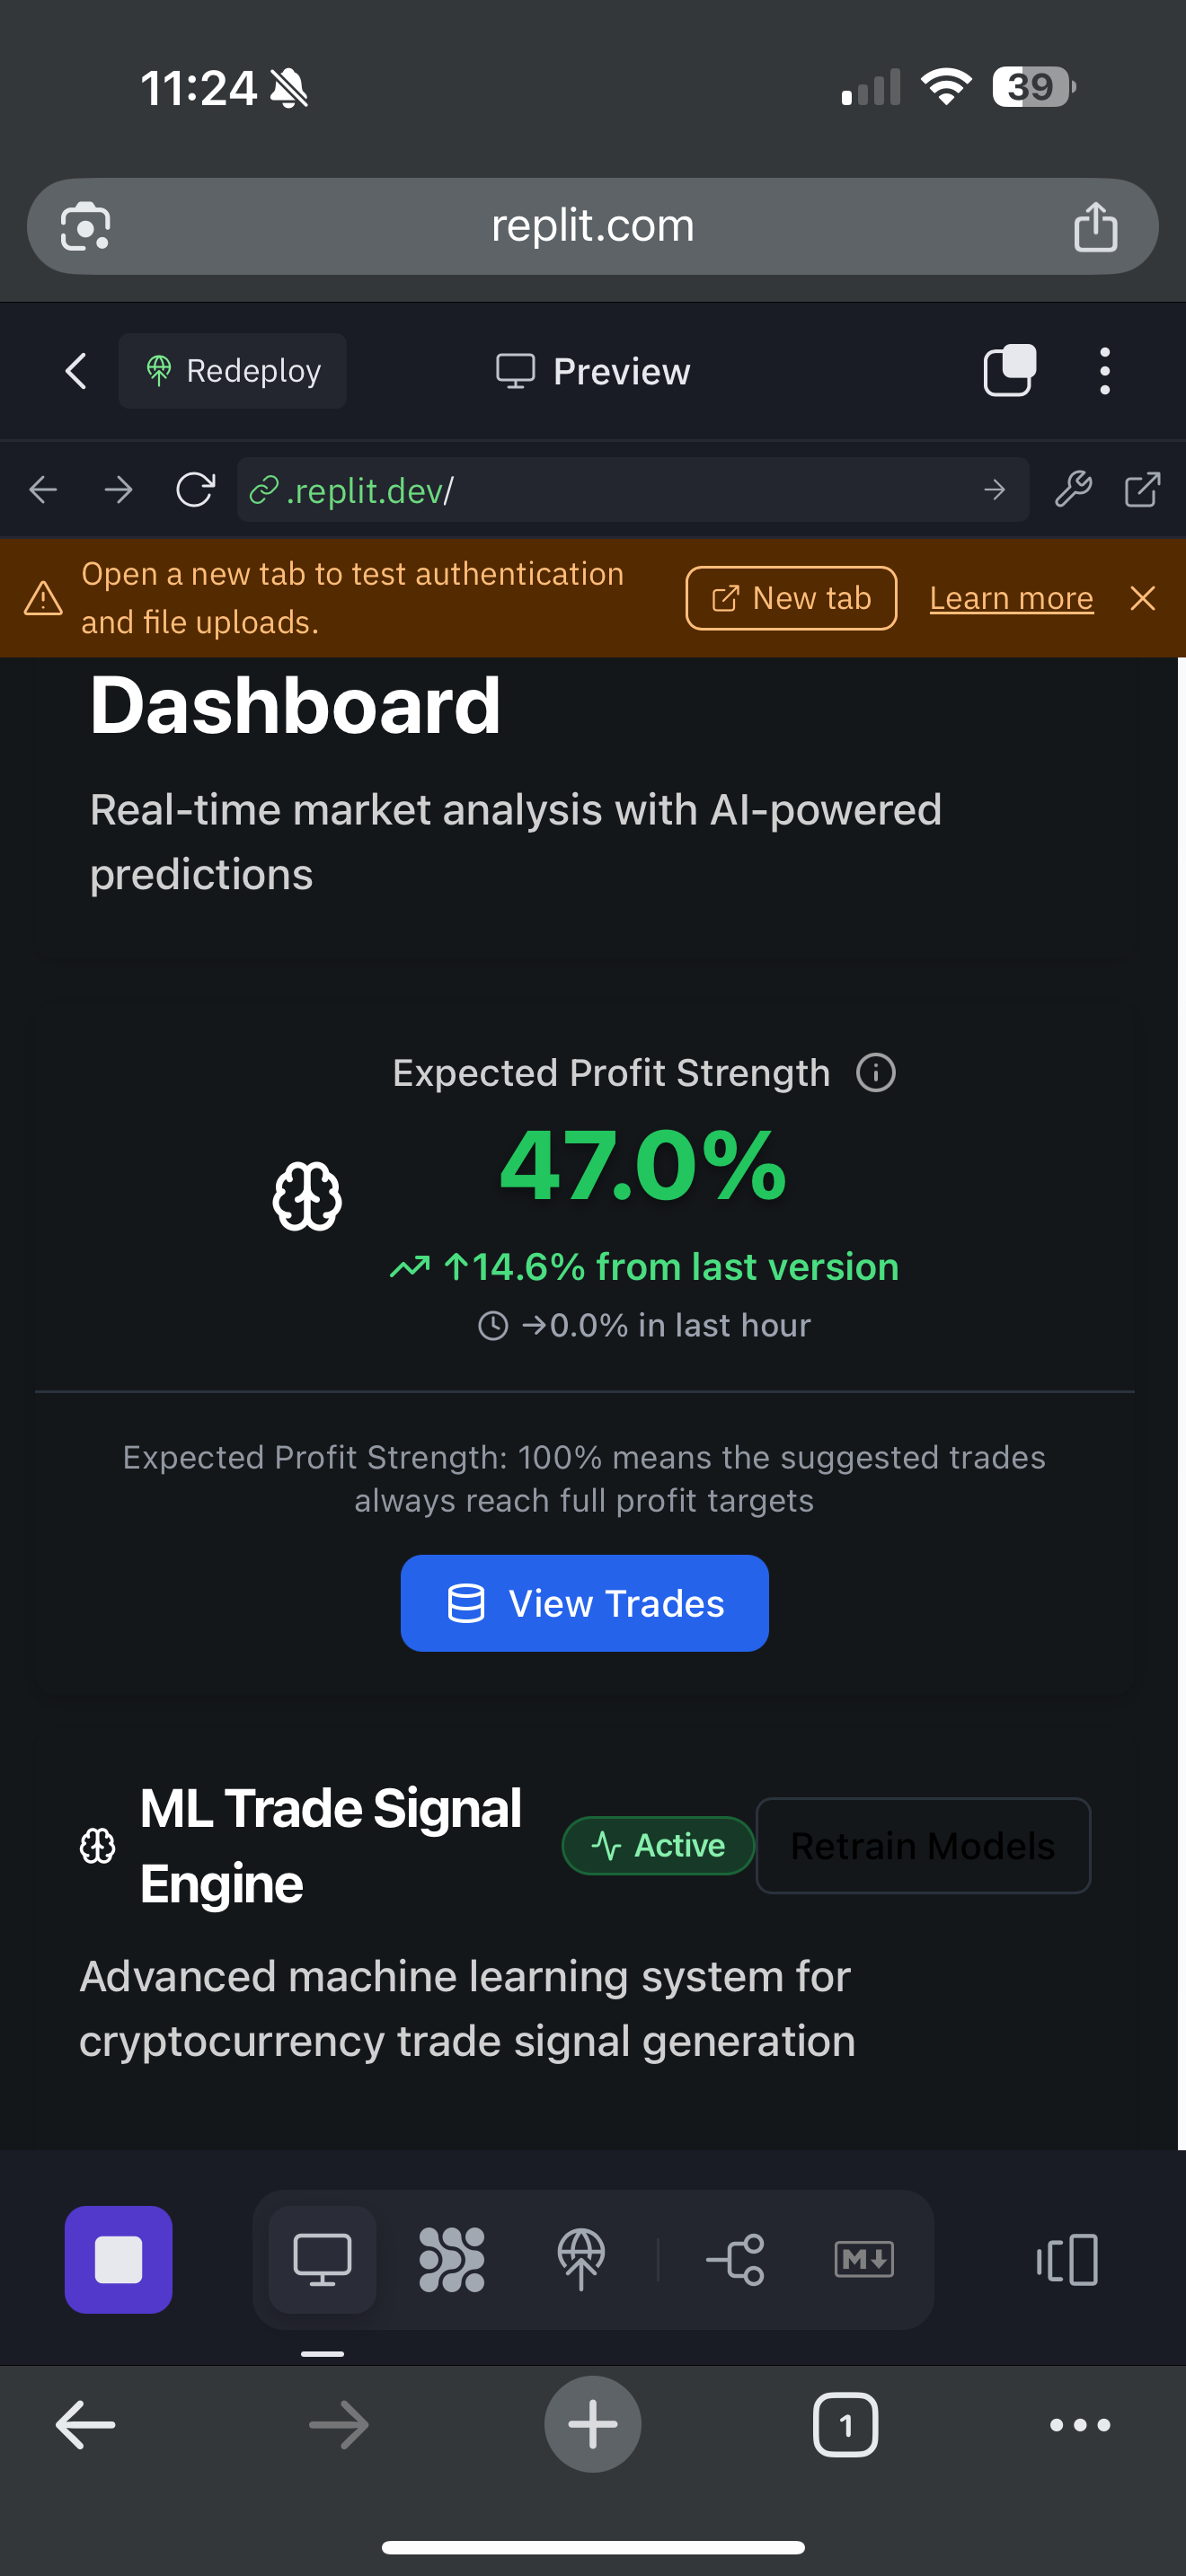 11:24
39
replit.com
Redeploy
Preview
.replit.dev/
Open a new tab to test authentication
and file uploads.
New tab
Learn more
Dashboard
Real-time market analysis with AI-powered
predictions
Expected Profit Strength
47.0%
↑14.6% from last version
→0.0% in last hour
Expected Profit Strength: 100% means the suggested trades
always reach full profit targets
View Trades
ML Trade Signal
Engine
Active
Retrain Models
Advanced machine learning system for
cryptocurrency trade signal generation
M↓
1